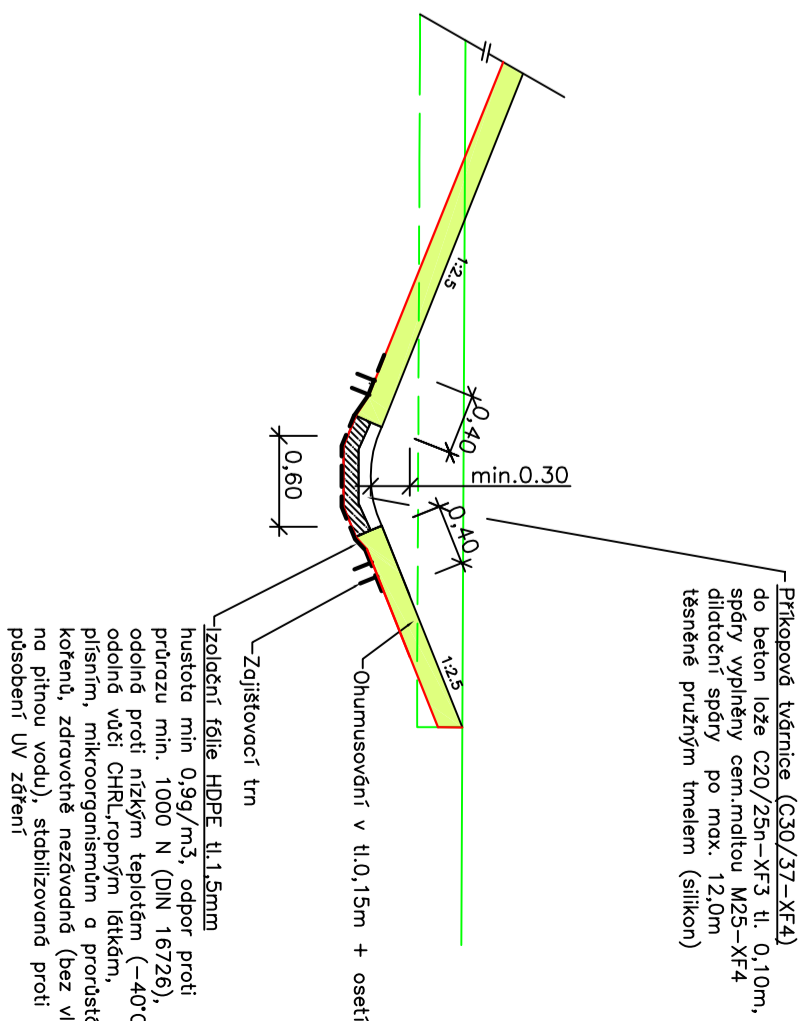 Příkopová tvárnice (C30/37-XF4)
do beton lože C20/25n-XF3 tl. 0,10m,
spáry vyplněny cem.maltou M25-XF4
dilatační spáry po max. 12,0m
těsněné pružným tmelem (silikon)
1:2.5
0,40
min.0.30
0,40
0,60
1:2.5
Ohumusování v tl.0,15m + osetí
Zajišťovací trn
Izolační fólie HDPE tl.1,5mm
hustota min 0,9g/m3, odpor proti
průrazu min. 1000 N (DIN 16726),
odolná proti nízkým teplotám (-40°C
odolná vůči CHRL,ropným látkám,
plísním, mikroorganismům a prorůstá
kořenů, zdravotně nezávadná (bez vl
na pitnou vodu), stabilizovaná proti
působení UV záření